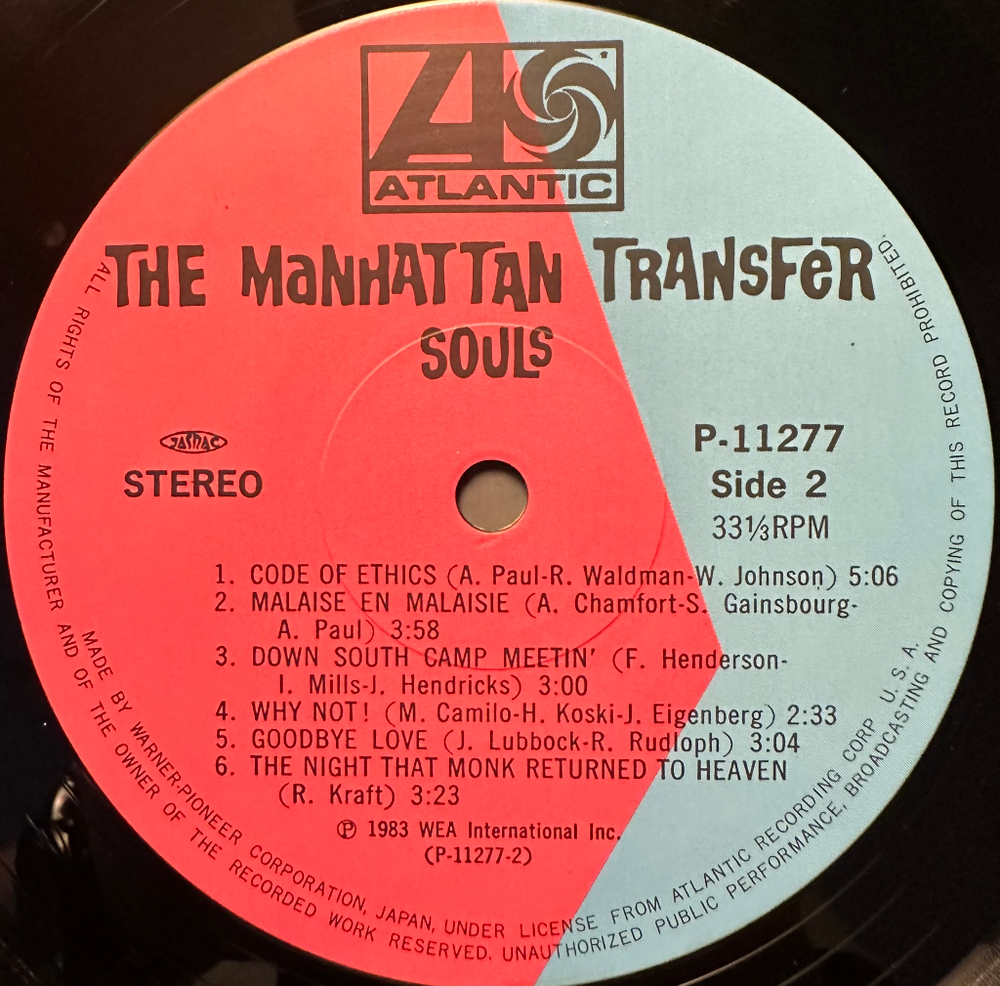 ATLANTIC
THE MANHATTAN TRANSFER
SOULS
JASRAC
STEREO
P-11277
Side 2
33⅓RPM
1. CODE OF ETHICS (A. Paul-R. Waldman-W. Johnson) 5:06
2. MALAISE EN MALAISIE (A. Chamfort-S. Gainsbourg-
A. Paul) 3:58
3. DOWN SOUTH CAMP MEETIN' (F. Henderson-
I. Mills-J. Hendricks) 3:00
4. WHY NOT! (M. Camilo-H. Koski-J. Eigenberg) 2:33
5. GOODBYE LOVE (J. Lubbock-R. Rudloph) 3:04
6. THE NIGHT THAT MONK RETURNED TO HEAVEN
(R. Kraft) 3:23
Ⓟ 1983 WEA International Inc.
(P-11277-2)
MADE BY WARNER-PIONEER CORPORATION, JAPAN, UNDER LICENSE FROM ATLANTIC RECORDING CORP U. S. A.
ALL RIGHTS OF THE MANUFACTURER AND OF THE OWNER OF THE RECORDED WORK RESERVED. UNAUTHORIZED PUBLIC PERFORMANCE, BROADCASTING AND COPYING OF THIS RECORD PROHIBITED.